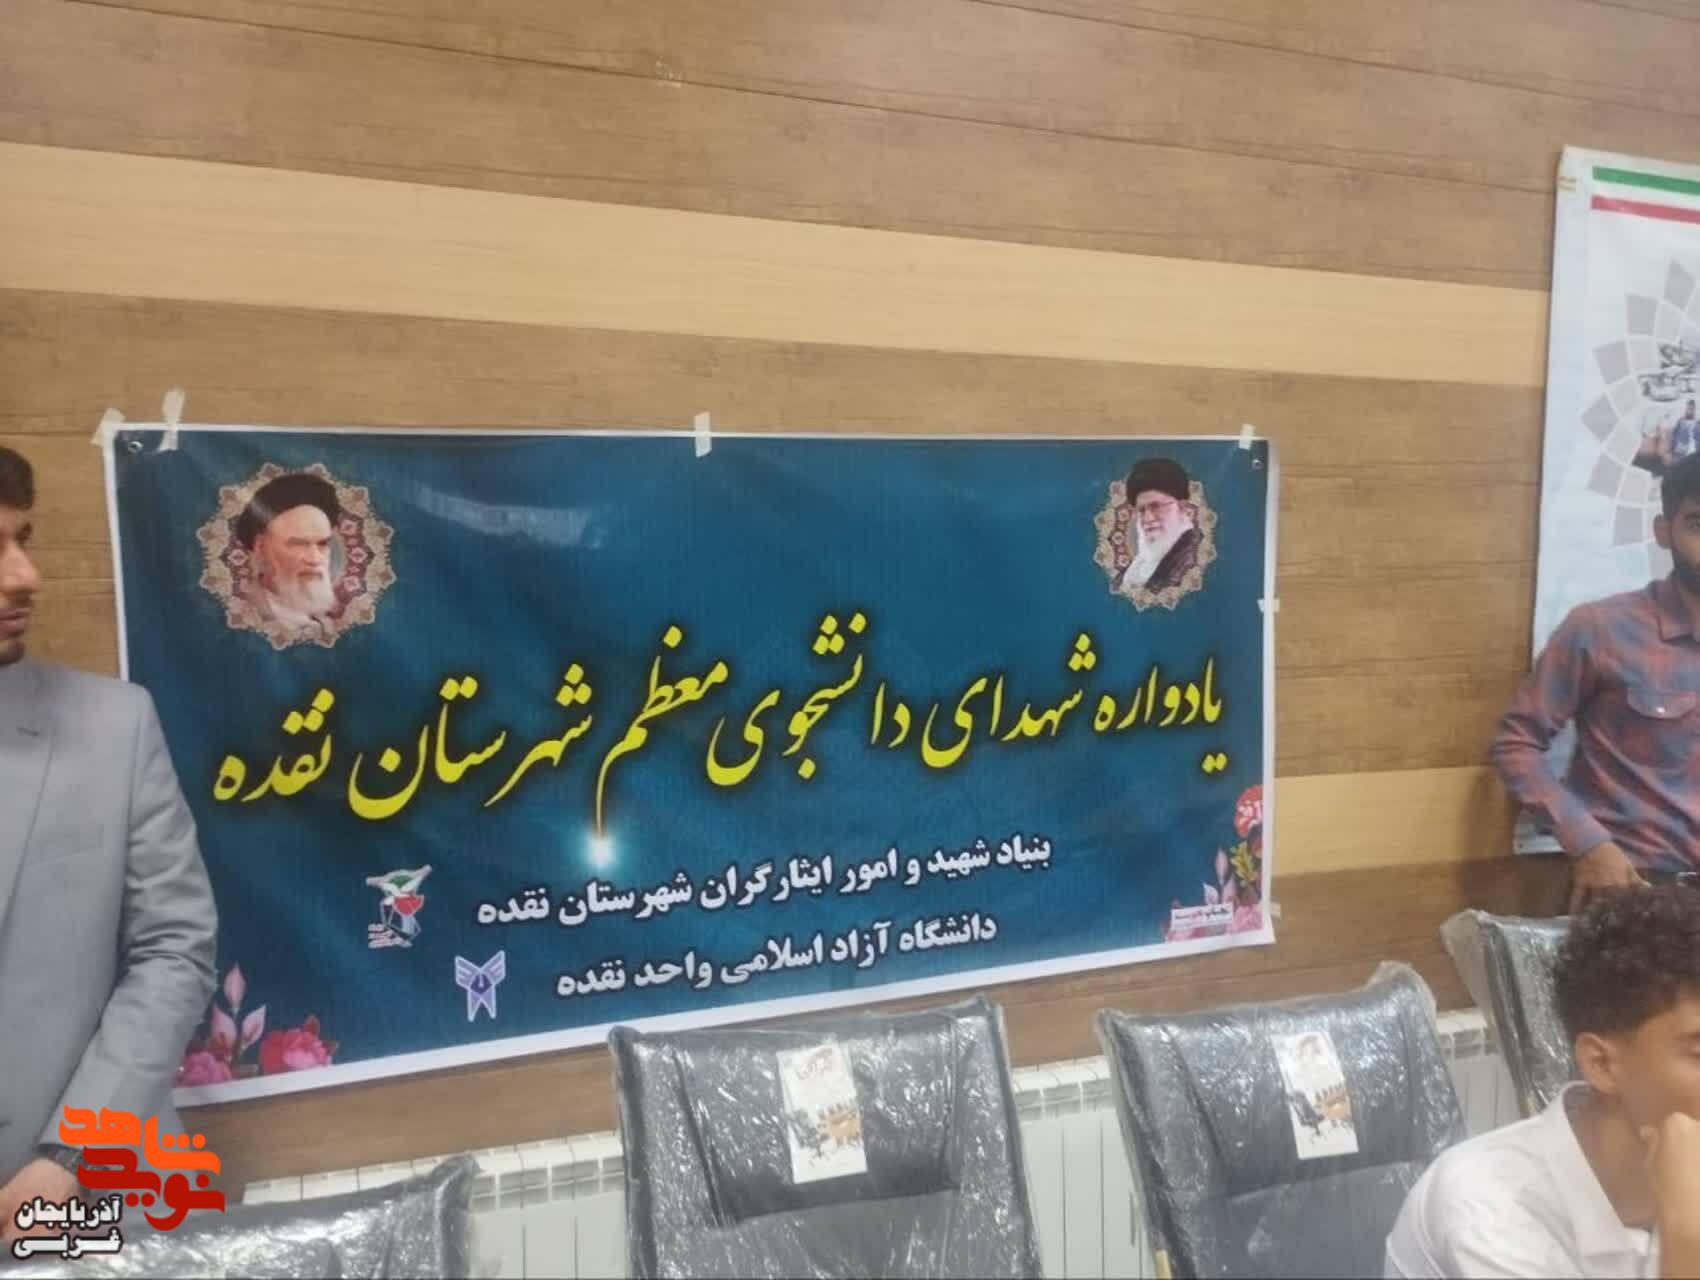 یادواره شهدای دانشجوی معظم شهرستان نقده
بنیاد شهید و امور ایثارگران شهرستان نقده
دانشگاه آزاد اسلامی واحد نقده
نوید شاهد
آذربایجان
غربی